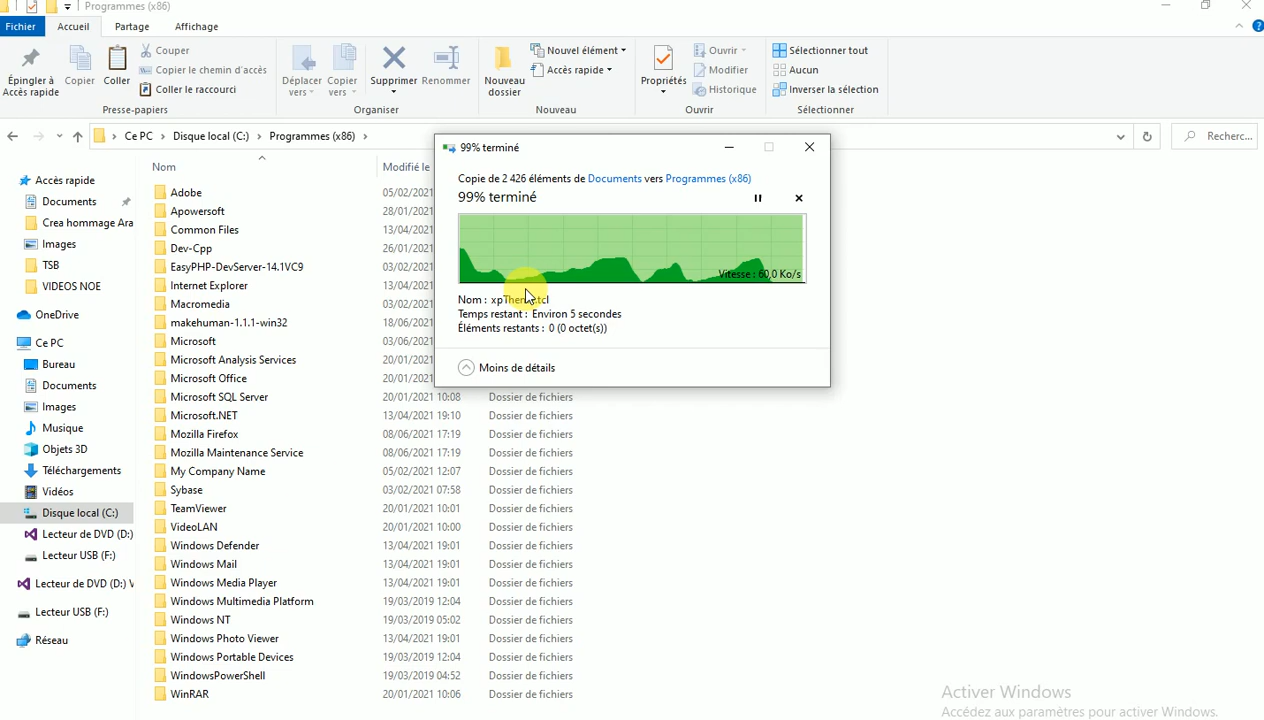 Programmes (x86)
Fichier
Accueil
Partage
Affichage
Épingler à
Accès rapide
Copier
Coller
Couper
Copier le chemin d'accès
Coller le raccourci
Presse-papiers
Déplacer
vers
Copier
vers
Supprimer
Renommer
Organiser
Nouveau
dossier
Nouvel élément
Accès rapide
Nouveau
Propriétés
Ouvrir
Modifier
Historique
Ouvrir
Sélectionner tout
Aucun
Inverser la sélection
Sélectionner
Ce PC > Disque local (C:) > Programmes (x86) >
Recherc...
Accès rapide
Documents
Crea hommage Ara
Images
TSB
VIDEOS NOE
OneDrive
Ce PC
Bureau
Documents
Images
Musique
Objets 3D
Téléchargements
Vidéos
Disque local (C:)
Lecteur de DVD (D:)
Lecteur USB (F:)
Lecteur de DVD (D:) V
Lecteur USB (F:)
Réseau
Nom Modifié le
Adobe 05/02/2021
Apowersoft 28/01/2021
Common Files 13/04/2021
Dev-Cpp 26/01/2021
EasyPHP-DevServer-14.1VC9 03/02/2021
Internet Explorer 13/04/2021
Macromedia 03/02/2021
makehuman-1.1.1-win32 18/06/2021
Microsoft 03/06/2021
Microsoft Analysis Services 20/01/2021
Microsoft Office 20/01/2021
Microsoft SQL Server 20/01/2021 10:08 Dossier de fichiers
Microsoft.NET 13/04/2021 19:10 Dossier de fichiers
Mozilla Firefox 08/06/2021 17:19 Dossier de fichiers
Mozilla Maintenance Service 08/06/2021 17:19 Dossier de fichiers
My Company Name 05/02/2021 12:07 Dossier de fichiers
Sybase 03/02/2021 07:58 Dossier de fichiers
TeamViewer 20/01/2021 10:01 Dossier de fichiers
VideoLAN 20/01/2021 10:00 Dossier de fichiers
Windows Defender 13/04/2021 19:01 Dossier de fichiers
Windows Mail 13/04/2021 19:01 Dossier de fichiers
Windows Media Player 13/04/2021 19:01 Dossier de fichiers
Windows Multimedia Platform 19/03/2019 12:04 Dossier de fichiers
Windows NT 19/03/2019 05:02 Dossier de fichiers
Windows Photo Viewer 13/04/2021 19:01 Dossier de fichiers
Windows Portable Devices 19/03/2019 12:04 Dossier de fichiers
WindowsPowerShell 19/03/2019 04:52 Dossier de fichiers
WinRAR 20/01/2021 10:06 Dossier de fichiers
99% terminé
Copie de 2 426 éléments de Documents vers Programmes (x86)
99% terminé
Vitesse : 60,0 Ko/s
Nom : xpTheme.tcl
Temps restant : Environ 5 secondes
Éléments restants : 0 (0 octet(s))
Moins de détails
Activer Windows
Accédez aux paramètres pour activer Windows.